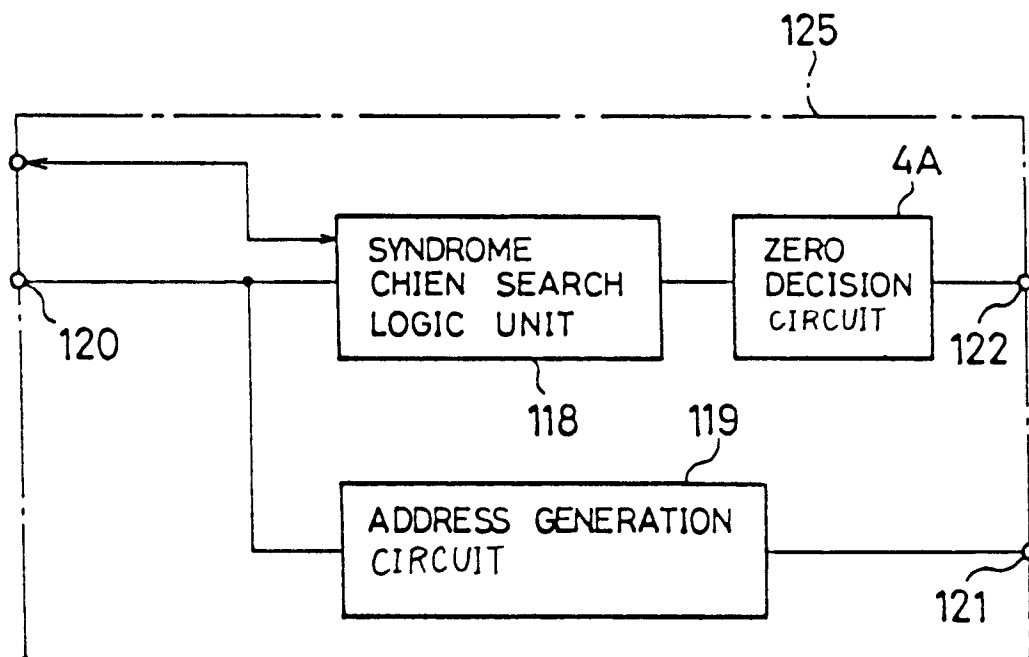 125
4A
SYNDROME
CHIEN SEARCH
LOGIC UNIT
ZERO
DECISION
CIRCUIT
120
122
118
119
ADDRESS GENERATION
CIRCUIT
121